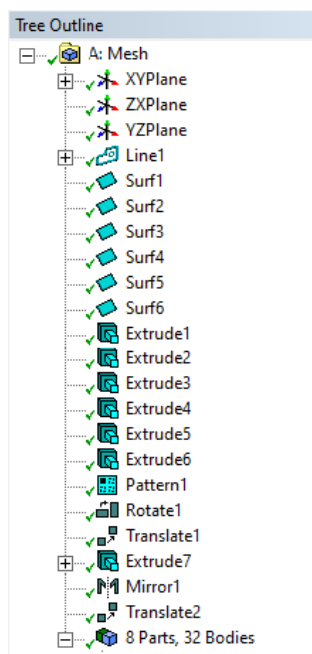 Tree Outline
A: Mesh
XYPlane
ZXPlane
YZPlane
Line1
Surf1
Surf2
Surf3
Surf4
Surf5
Surf6
Extrude1
Extrude2
Extrude3
Extrude4
Extrude5
Extrude6
Pattern1
Rotate1
Translate1
Extrude7
Mirror1
Translate2
8 Parts, 32 Bodies